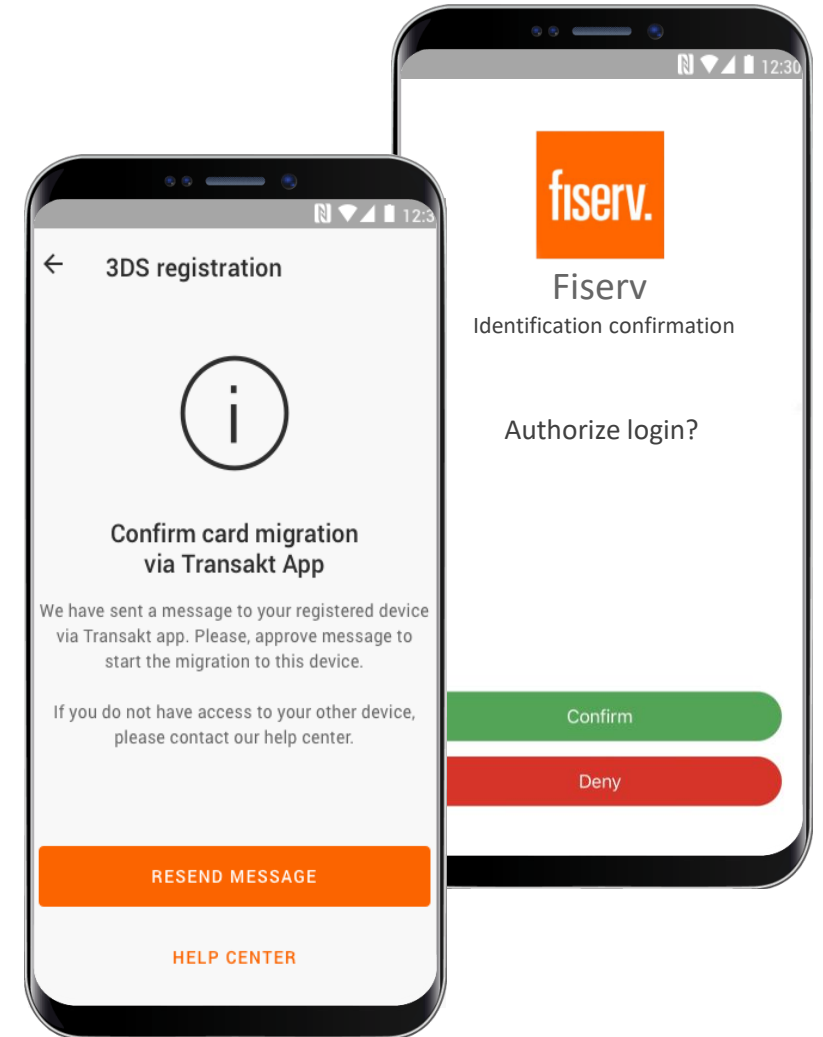 12:30
fiserv.
Fiserv
Identification confirmation
Authorize login?
Confirm
Deny
12:3
3DS registration
i
Confirm card migration
via Transakt App
We have sent a message to your registered device
via Transakt app. Please, approve message to
start the migration to this device.
If you do not have access to your other device,
please contact our help center.
RESEND MESSAGE
HELP CENTER